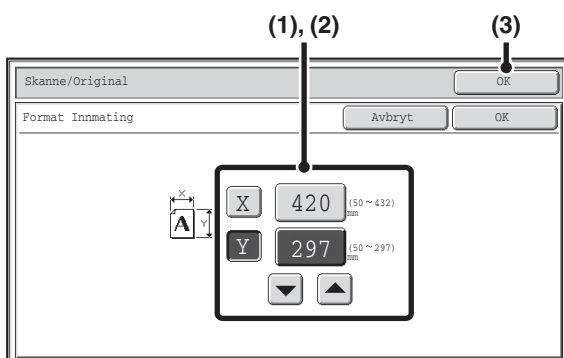 (1), (2) (3)
Skanne/Original OK
Format Innmating Avbryt OK
X
A Y
X 420 (50~432)
mm
Y 297 (50~297)
mm